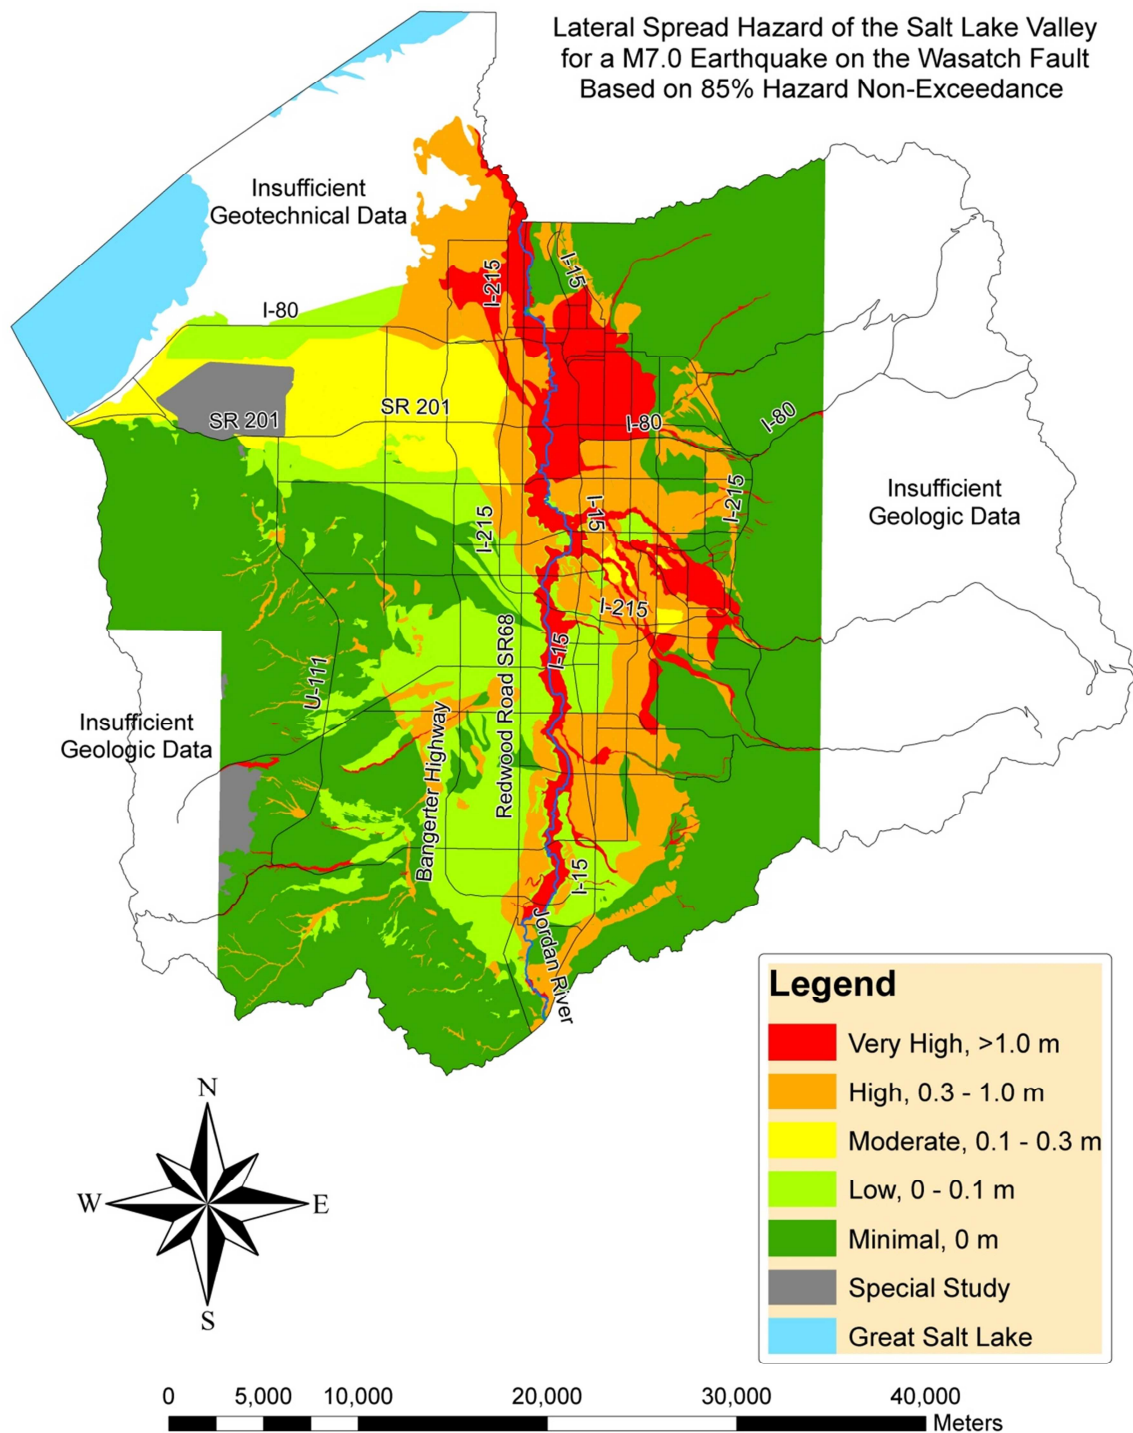 Lateral Spread Hazard of the Salt Lake Valley
for a M7.0 Earthquake on the Wasatch Fault
Based on 85% Hazard Non-Exceedance
Insufficient
Geotechnical Data
I-215
I-15
I-80
SR 201
SR 201
I-80
I-80
I-215
Insufficient
Geologic Data
I-215
I-15
I-215
Redwood Road SR68
I-15
U-111
Insufficient
Geologic Data
Bangerter Highway
I-15
Jordan River
Legend
Very High, >1.0 m
High, 0.3 - 1.0 m
Moderate, 0.1 - 0.3 m
Low, 0 - 0.1 m
Minimal, 0 m
Special Study
Great Salt Lake
N
W
E
S
0 5,000 10,000 20,000 30,000 40,000
Meters